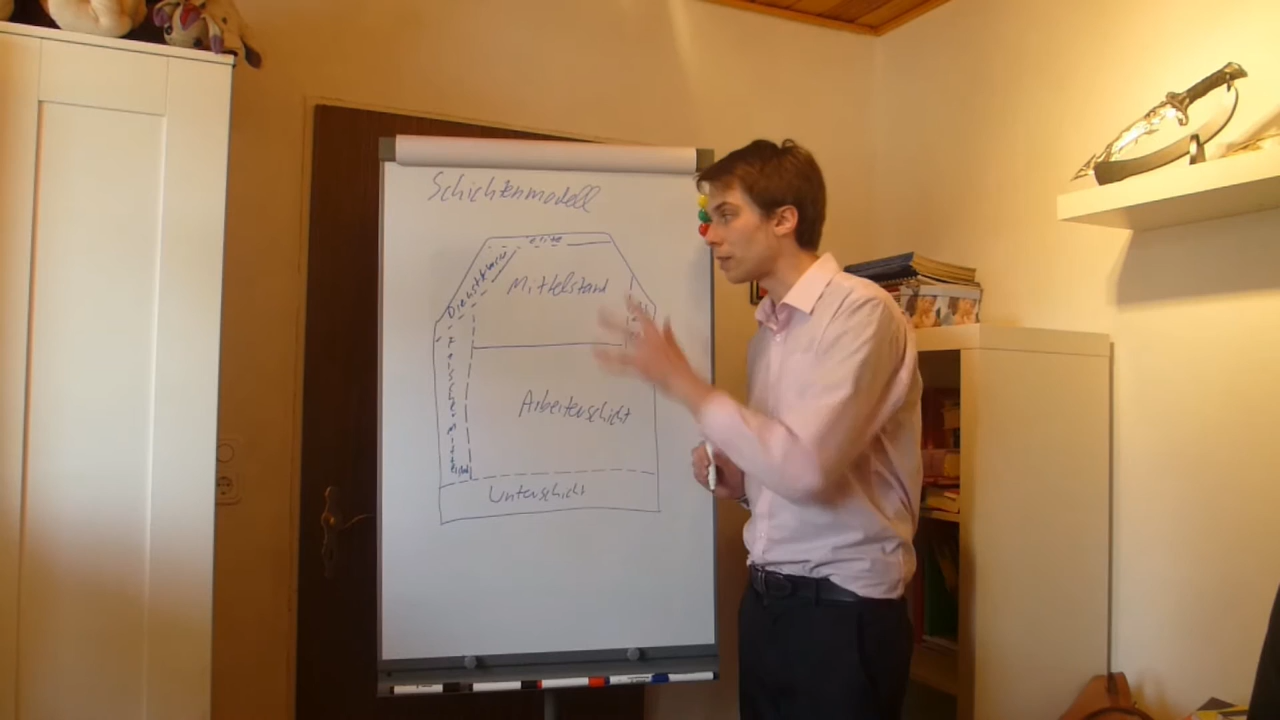 Schichtenmodell
elite
Dienstklasse
Mittelstand
Arbeiterschicht
Unterschicht